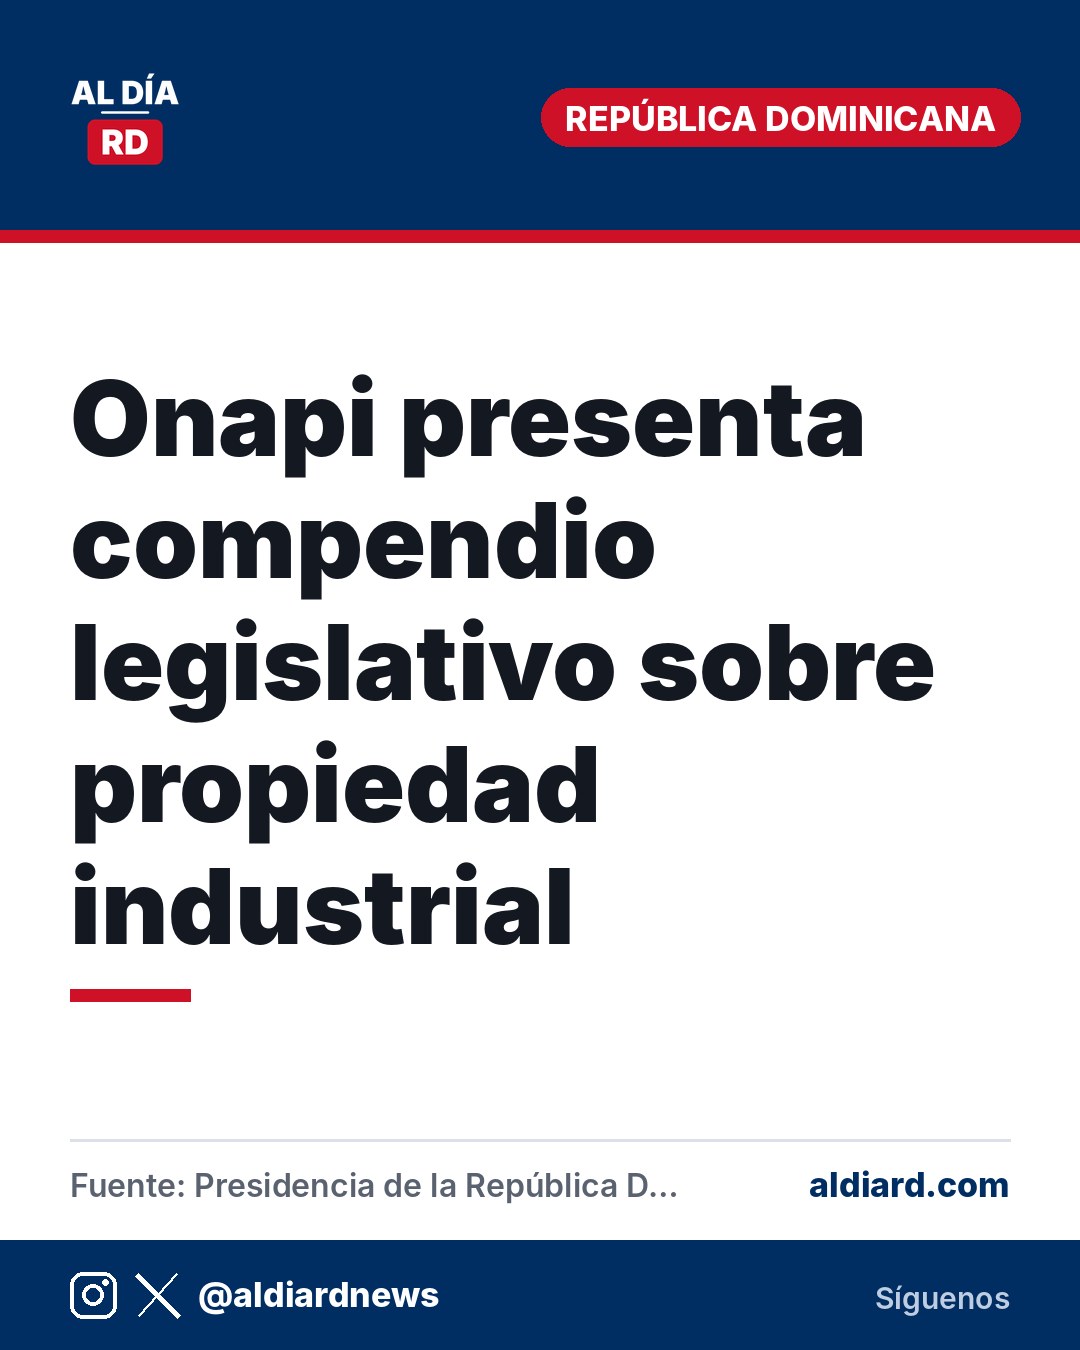 AL DÍA
RD
REPÚBLICA DOMINICANA
Onapi presenta
compendio
legislativo sobre
propiedad
industrial
Fuente: Presidencia de la República D...
aldiard.com
@aldiardnews
Síguenos